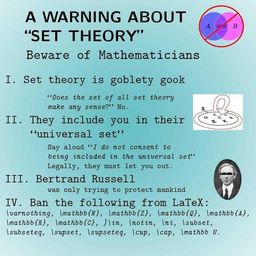 A WARNING ABOUT
“SET THEORY”
Beware of Mathematicians
A
B
I. Set theory is goblety gook
“Does the set of all set theory
make any sense?” No.
II. They include you in their
“universal set”
Say aloud “I do not consent to
being included in the universal set”
Legally, they must let you out.
III. Bertrand Russell
was only trying to protect mankind
IV. Ban the following from LaTeX:
\varnothing, \mathbb{N}, \mathbb{Z}, \mathbb{Q}, \mathbb{A},
\mathbb{R}, \mathbb{C}, \in, \notin, \ni, \subset,
\subseteq, \supset, \supseteq, \cup, \cap,